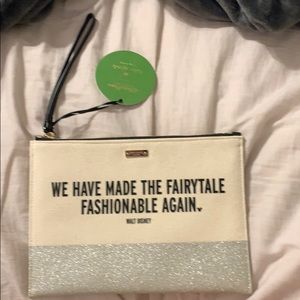 WE HAVE MADE THE FAIRYTALE
FASHIONABLE AGAIN.
WALT DISNEY